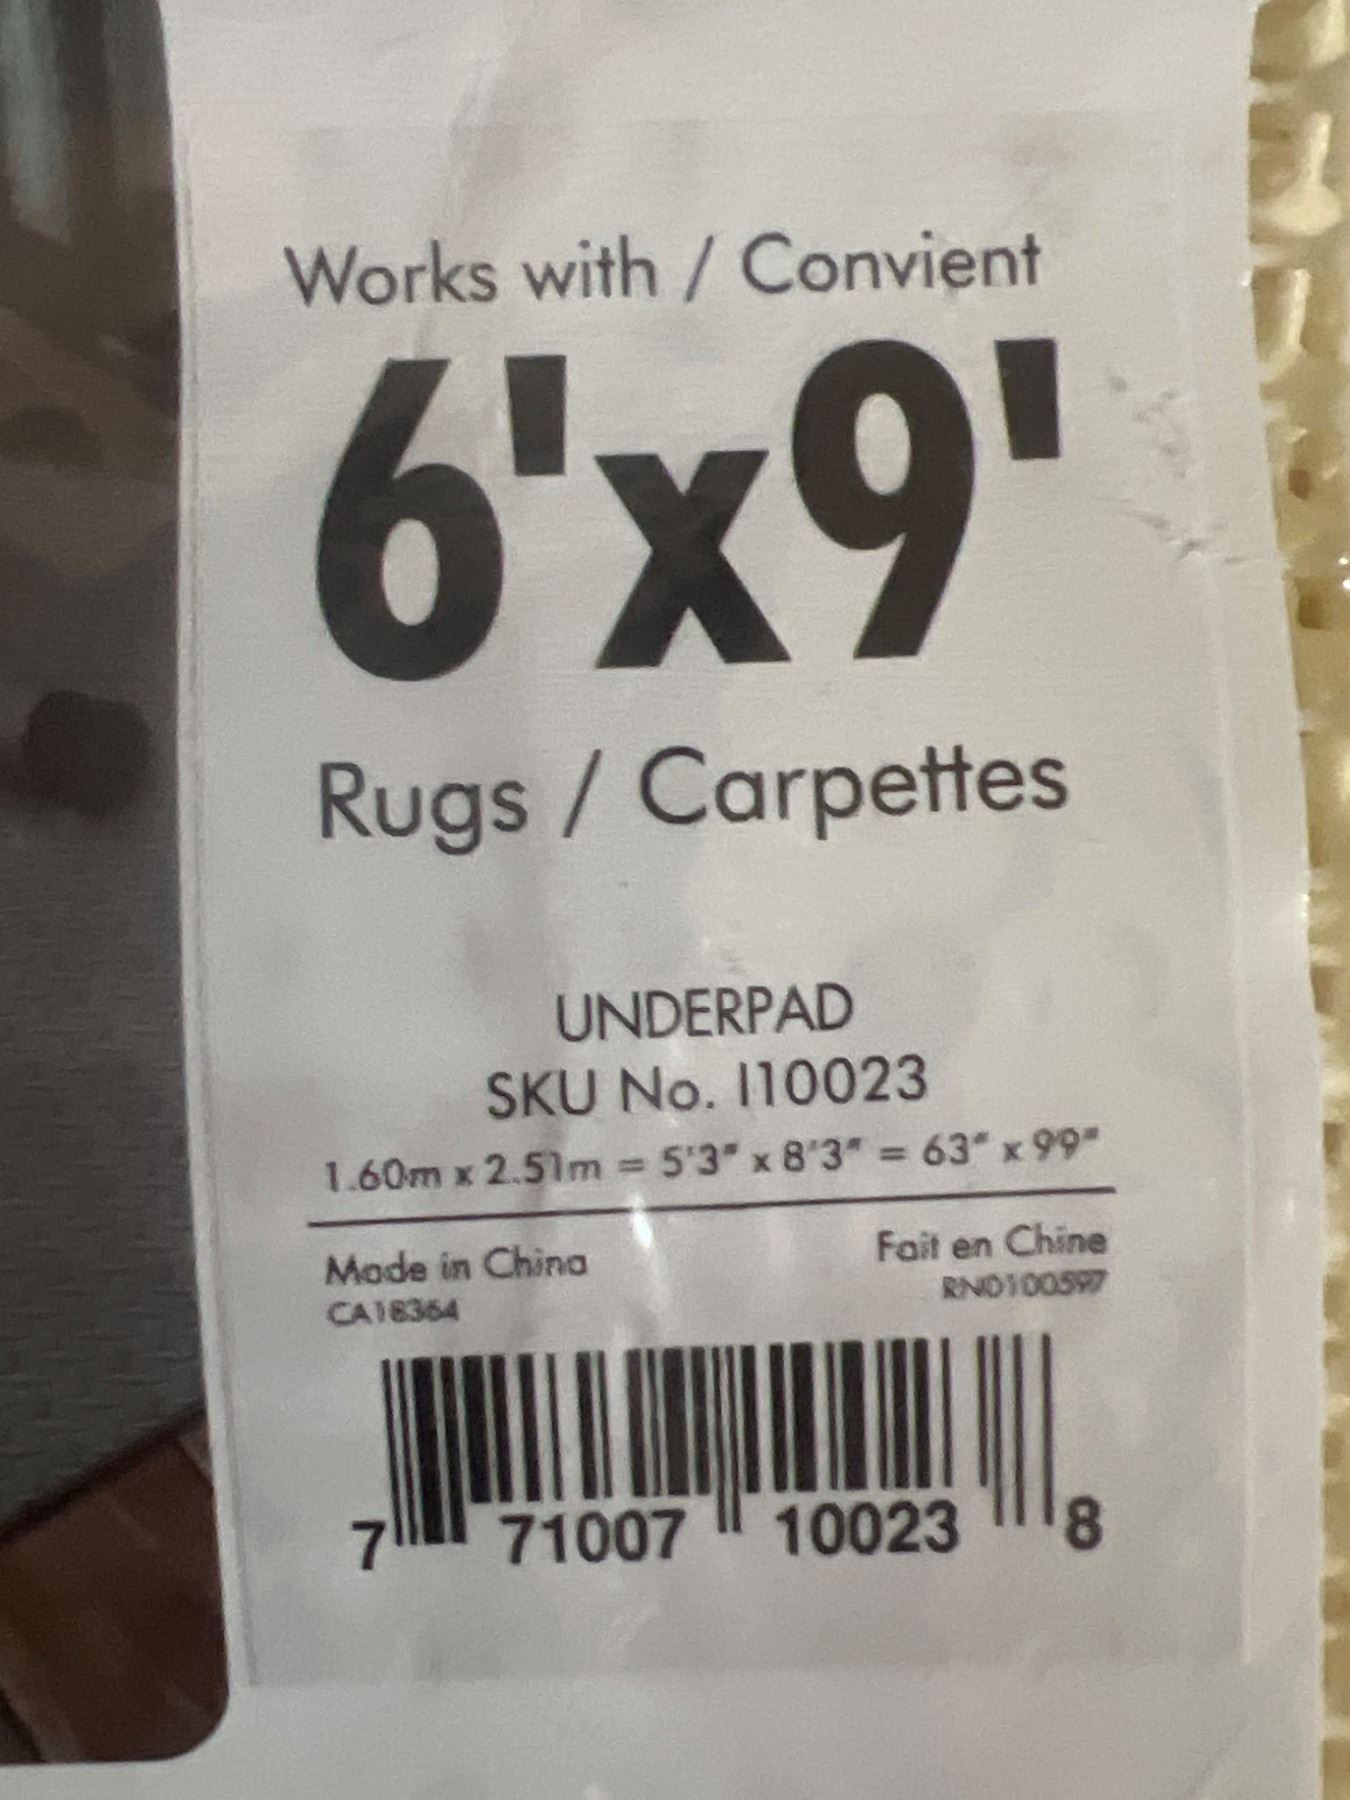 Works with / Convient
6'x9'
Rugs / Carpettes
UNDERPAD
SKU No. I10023
1.60m x 2.51m = 5'3" x 8'3" = 63" x 99"
Made in China
Fait en Chine
CA18364
RN0100597
7 71007 10023 8